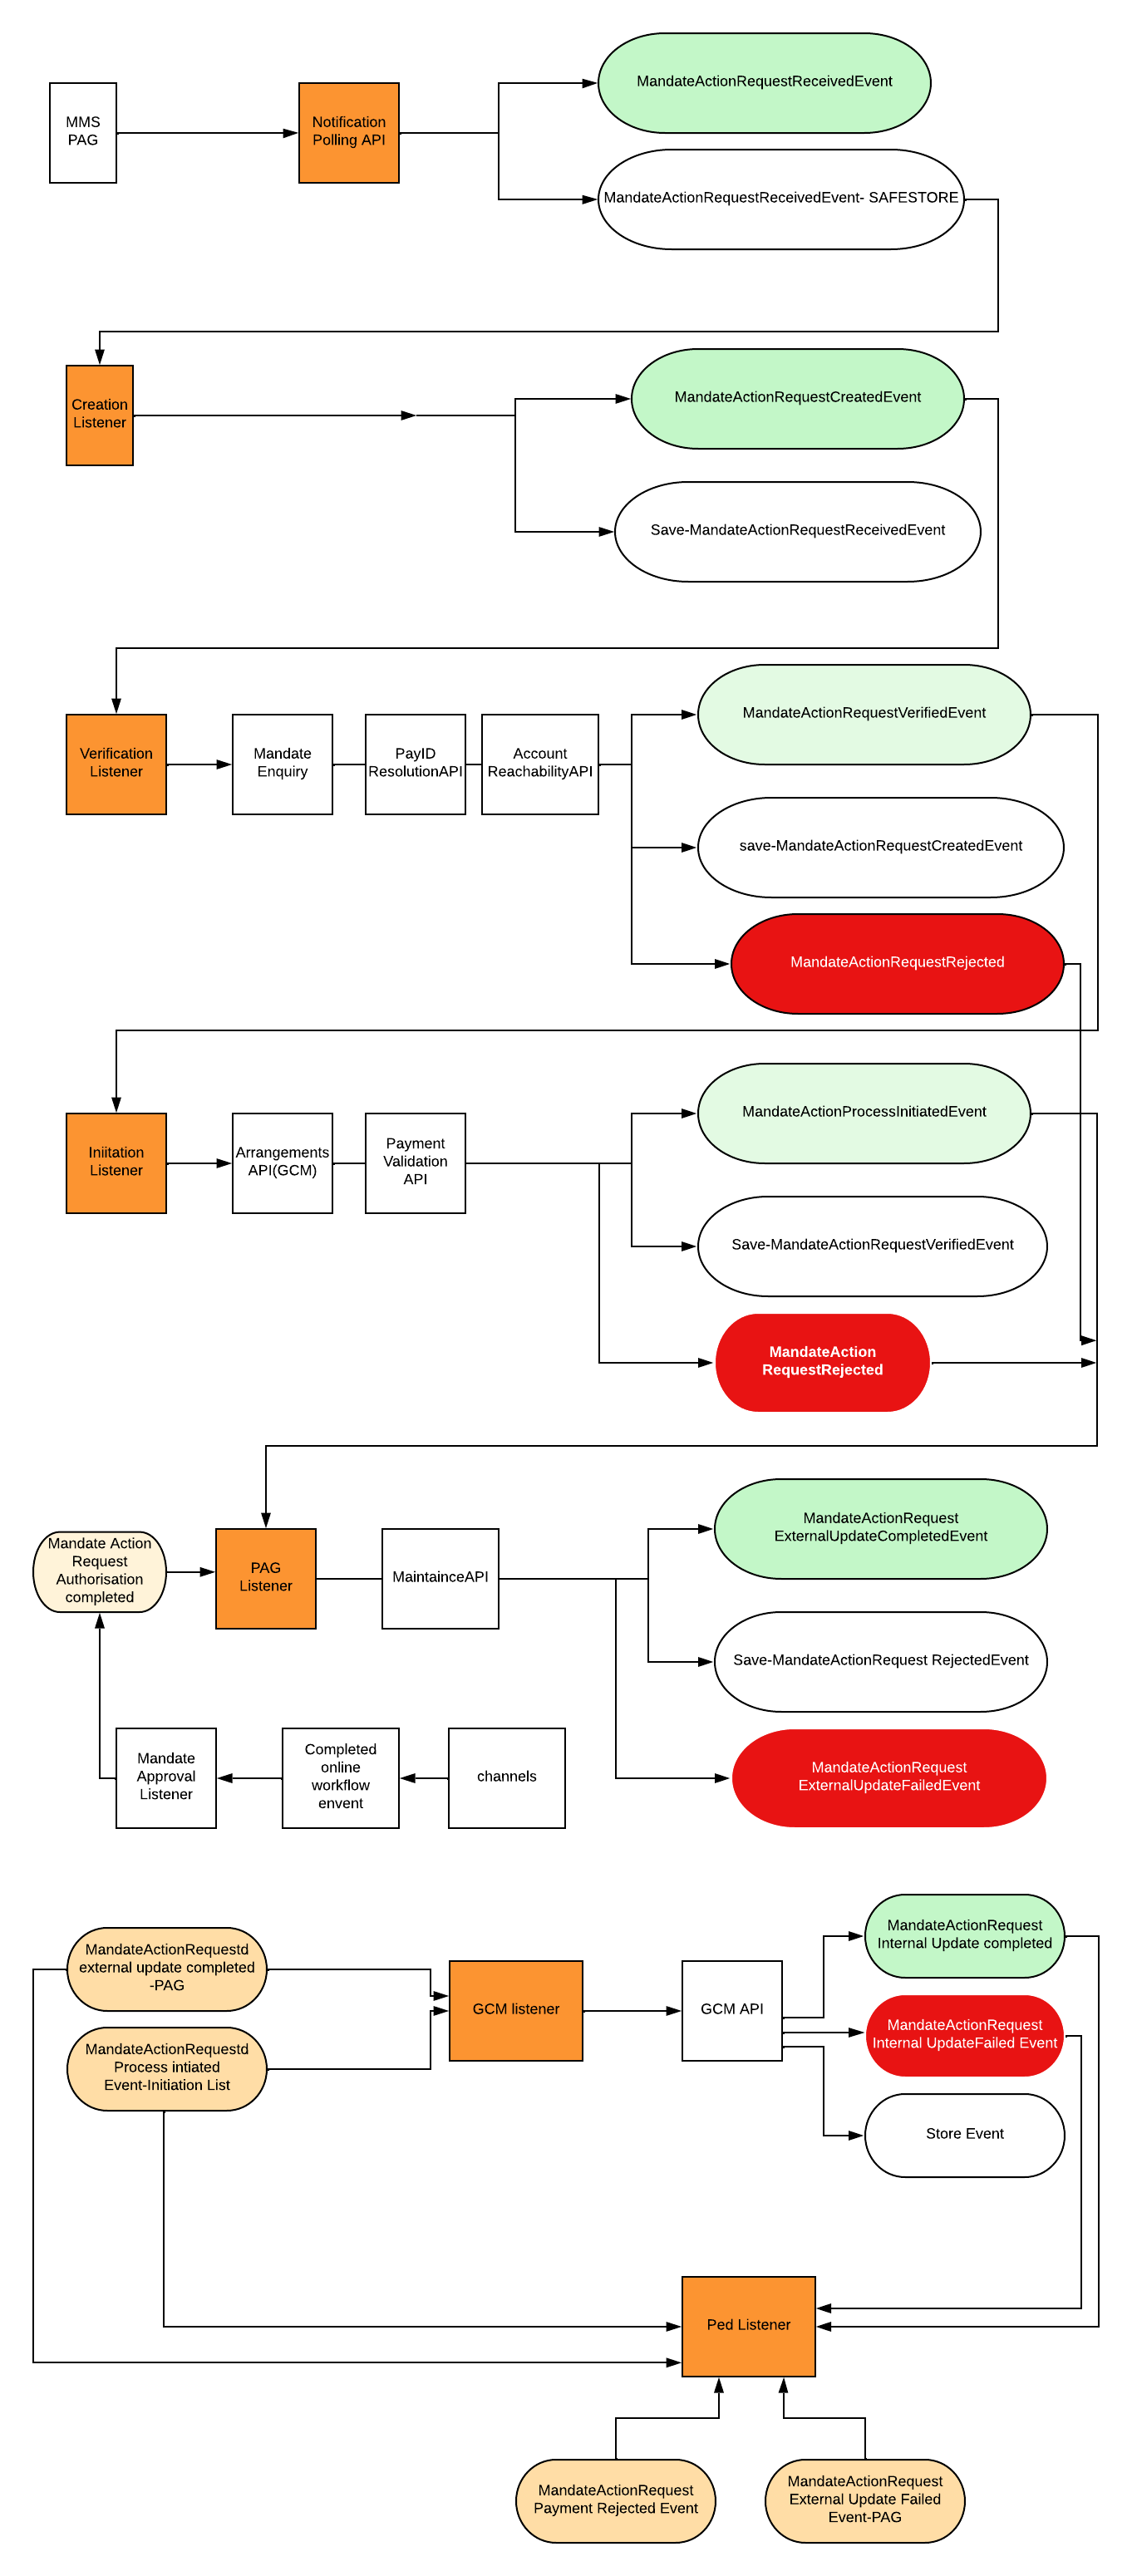 MMS
PAG
Notification
Polling API
MandateActionRequestReceivedEvent
MandateActionRequestReceivedEvent- SAFESTORE
Creation
Listener
MandateActionRequestCreatedEvent
Save-MandateActionRequestReceivedEvent
Verification
Listener
Mandate
Enquiry
PayID
ResolutionAPI
Account
ReachabilityAPI
MandateActionRequestVerifiedEvent
save-MandateActionRequestCreatedEvent
MandateActionRequestRejected
Iniitation
Listener
Arrangements
API(GCM)
Payment
Validation
API
MandateActionProcessInitiatedEvent
Save-MandateActionRequestVerifiedEvent
MandateAction
RequestRejected
Mandate Action
Request
Authorisation
completed
PAG
Listener
MaintainceAPI
MandateActionRequest
ExternalUpdateCompletedEvent
Save-MandateActionRequest RejectedEvent
MandateActionRequest
ExternalUpdateFailedEvent
Mandate
Approval
Listener
Completed
online
workflow
envent
channels
MandateActionRequestd
external update completed
-PAG
MandateActionRequestd
Process intiated
Event-Initiation List
GCM listener
GCM API
MandateActionRequest
Internal Update completed
MandateActionRequest
Internal UpdateFailed Event
Store Event
Ped Listener
MandateActionRequest
Payment Rejected Event
MandateActionRequest
External Update Failed
Event-PAG